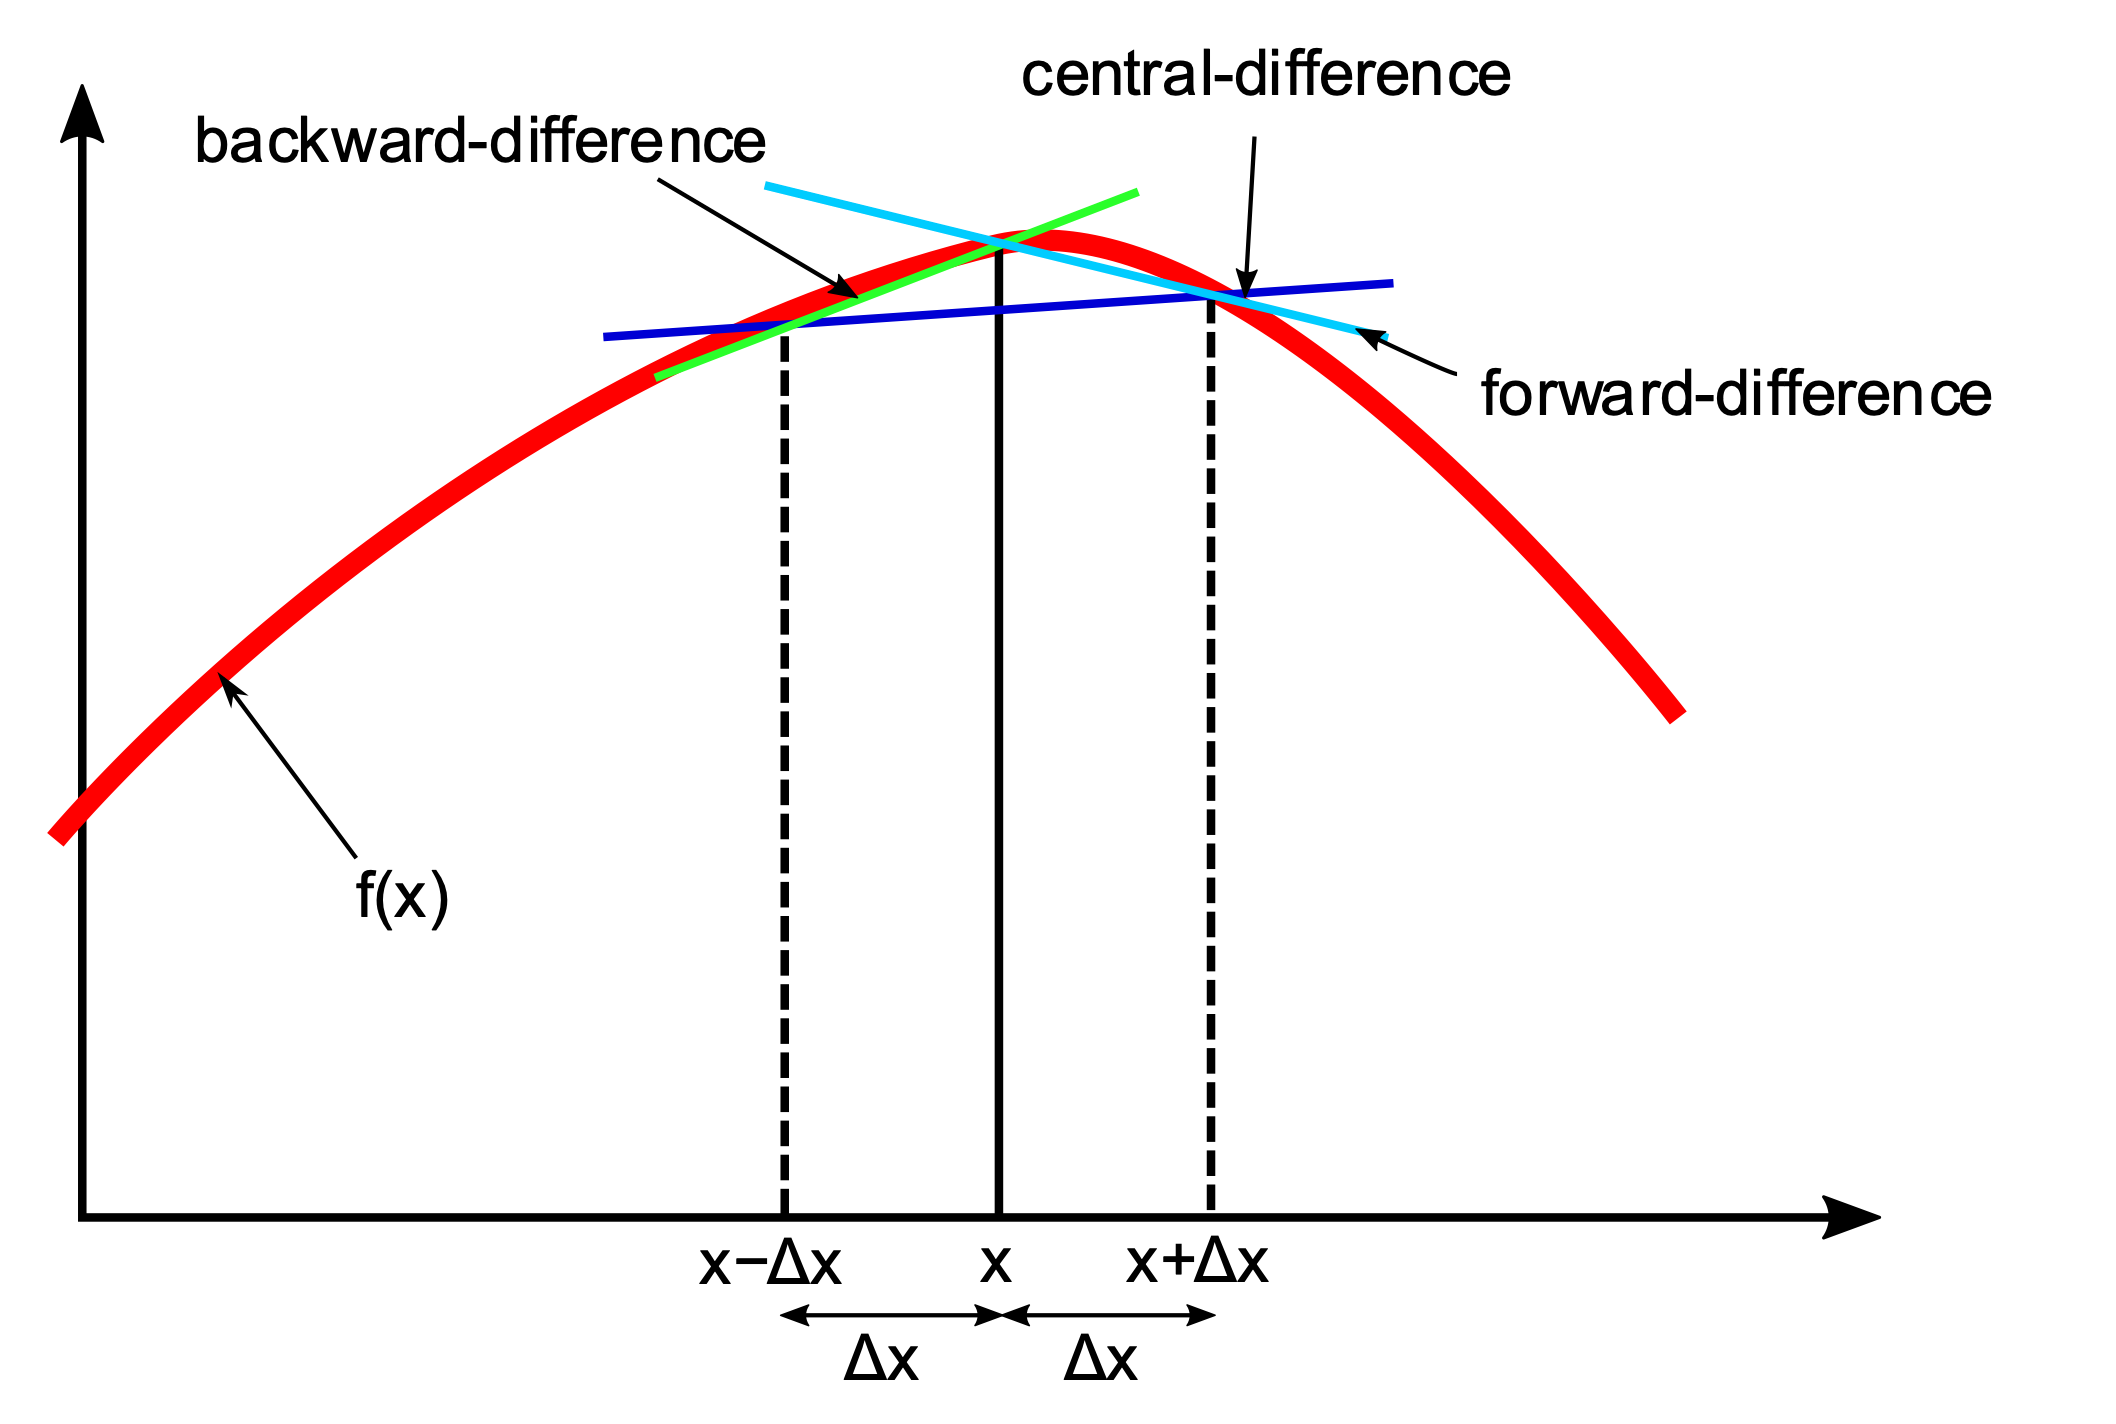 central-difference
backward-difference
forward-difference
f(x)
x−Δx
x
x+Δx
Δx
Δx